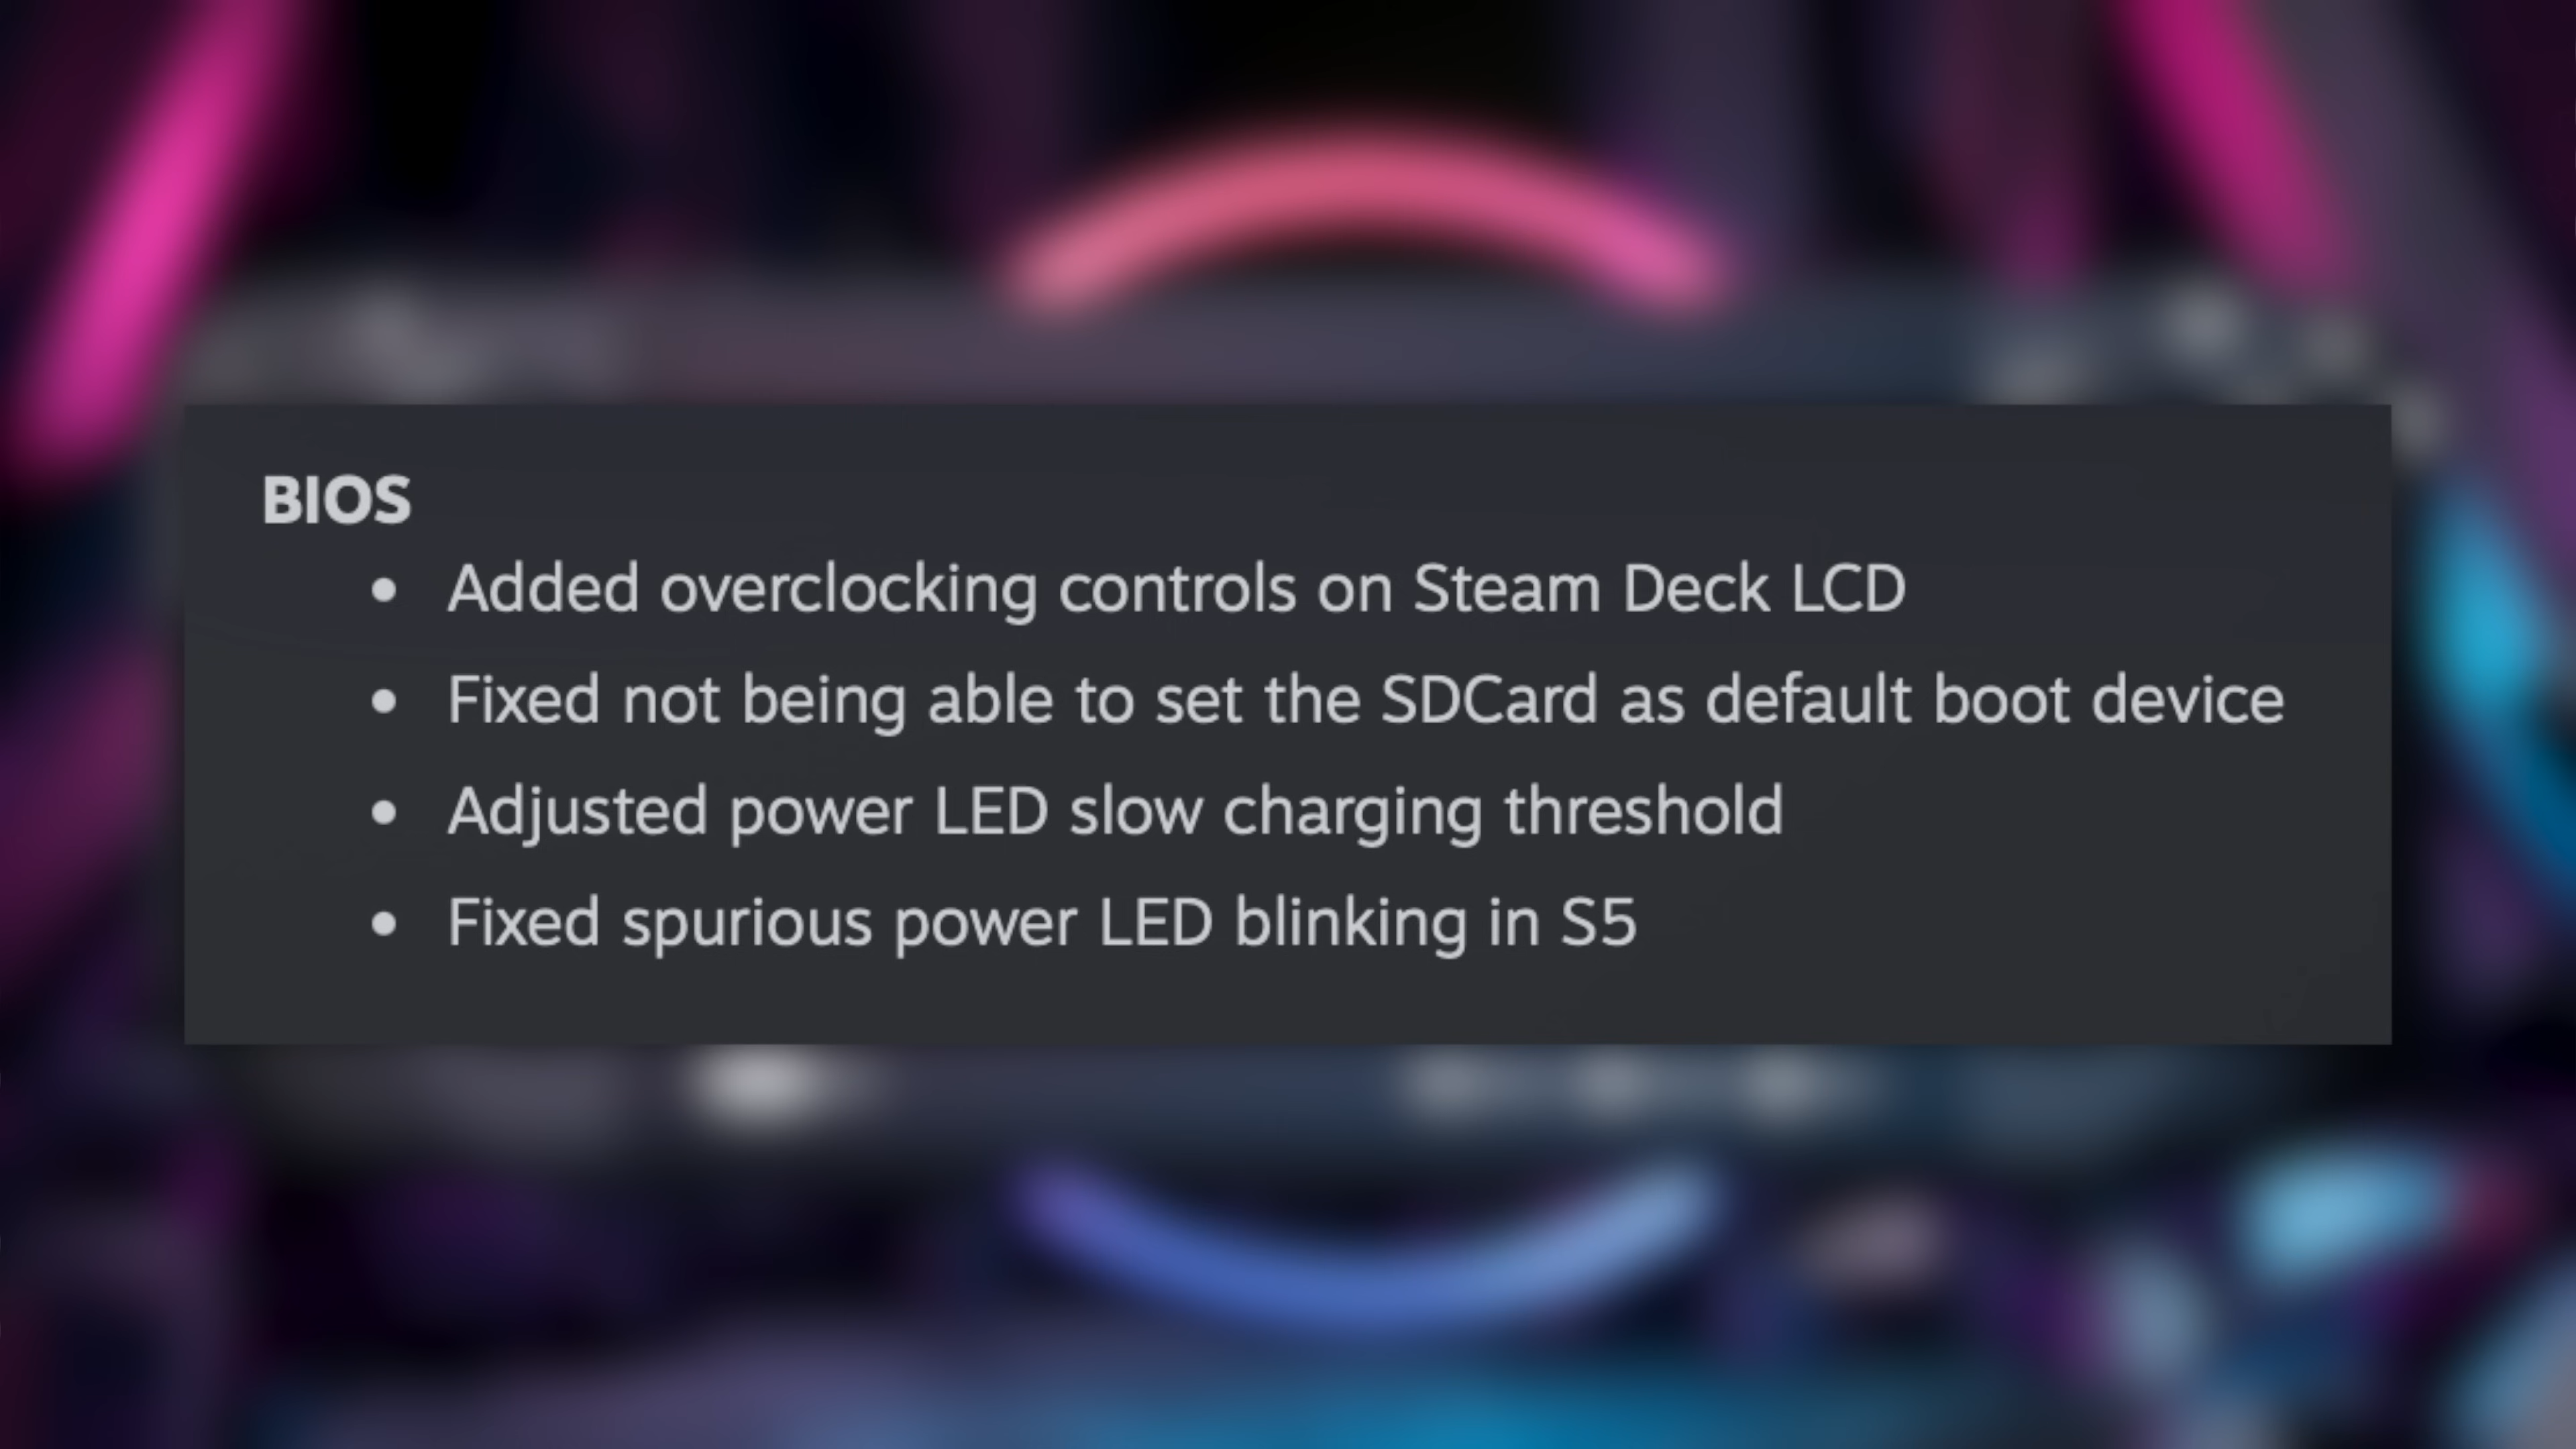 BIOS
• Added overclocking controls on Steam Deck LCD
• Fixed not being able to set the SDCard as default boot device
• Adjusted power LED slow charging threshold
• Fixed spurious power LED blinking in S5